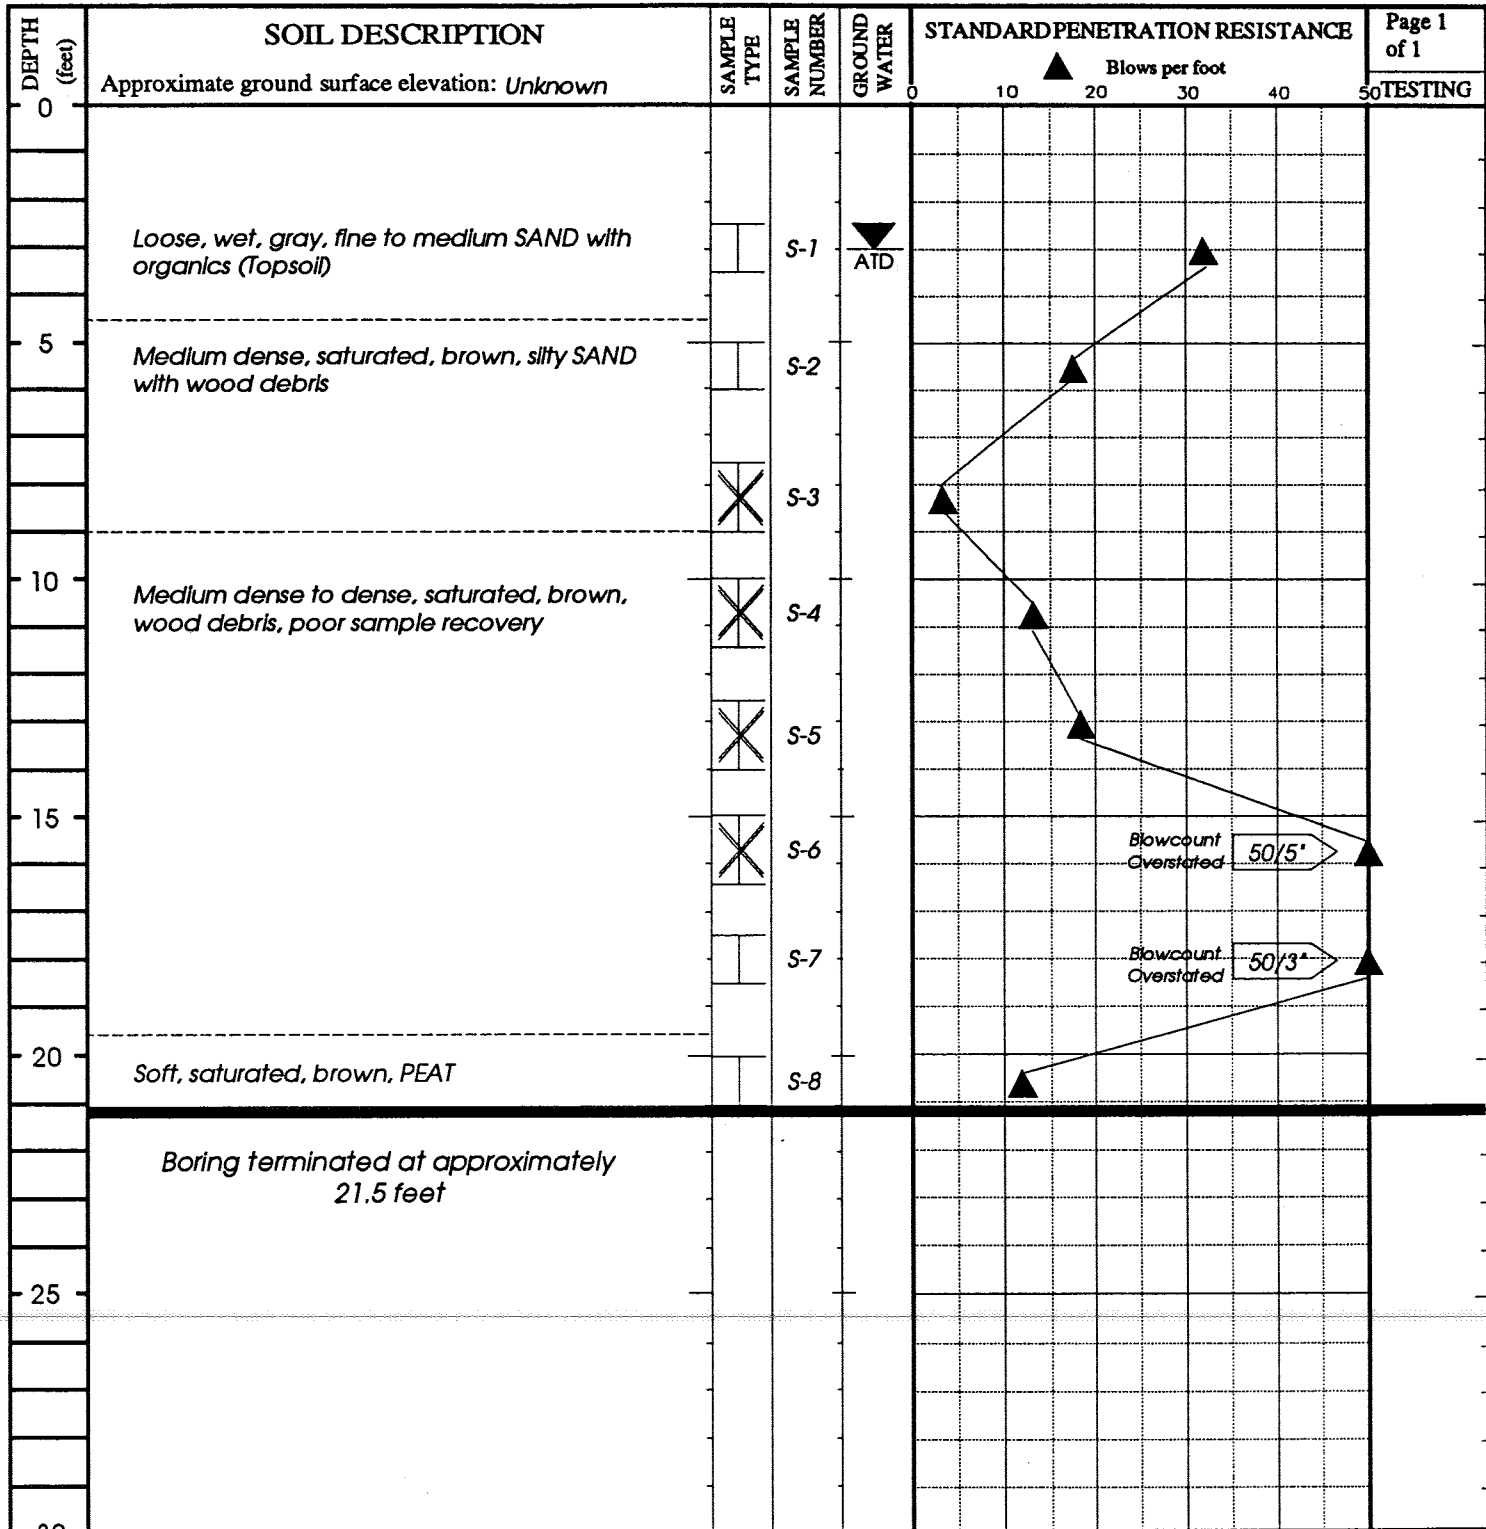 DEPTH
(feet)
SOIL DESCRIPTION
Approximate ground surface elevation: Unknown
SAMPLE
TYPE
SAMPLE
NUMBER
GROUND
WATER
STANDARD PENETRATION RESISTANCE
Blows per foot
Page 1
of 1
TESTING
0 10 20 30 40 50
0
Loose, wet, gray, fine to medium SAND with
organics (Topsoil)
S-1
ATD
5
Medium dense, saturated, brown, silty SAND
with wood debris
S-2
S-3
10
Medium dense to dense, saturated, brown,
wood debris, poor sample recovery
S-4
S-5
15
S-6
Blowcount
Overstated
50/5"
S-7
Blowcount
Overstated
50/3"
20
Soft, saturated, brown, PEAT
S-8
Boring terminated at approximately
21.5 feet
25